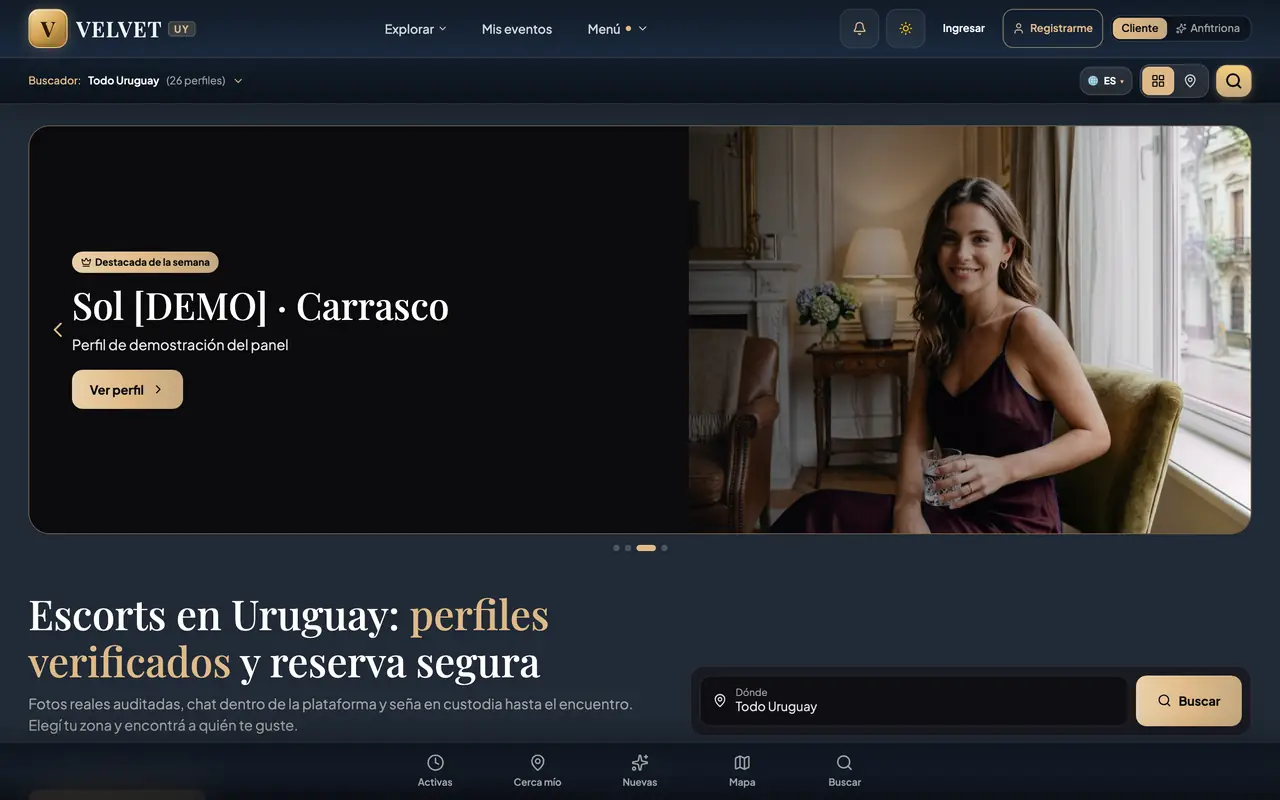 V VELVET UY
Explorar
Mis eventos
Menú
Ingresar
Registrarme
Cliente
Anfitriona
Buscador: Todo Uruguay (26 perfiles)
ES
Destacada de la semana
Sol [DEMO] · Carrasco
Perfil de demostración del panel
Ver perfil
Escorts en Uruguay: perfiles
verificados y reserva segura
Fotos reales auditadas, chat dentro de la plataforma y seña en custodia hasta el encuentro.
Elegí tu zona y encontrá a quién te guste.
Dónde
Todo Uruguay
Buscar
Activas
Cerca mío
Nuevas
Mapa
Buscar